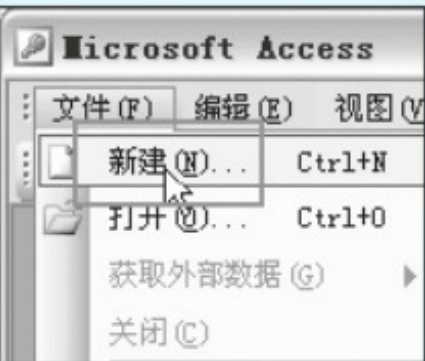 Microsoft Access
文件(F) 编辑(E) 视图(V
新建(N)... Ctrl+N
打开(O)... Ctrl+O
获取外部数据(G)
关闭(C)